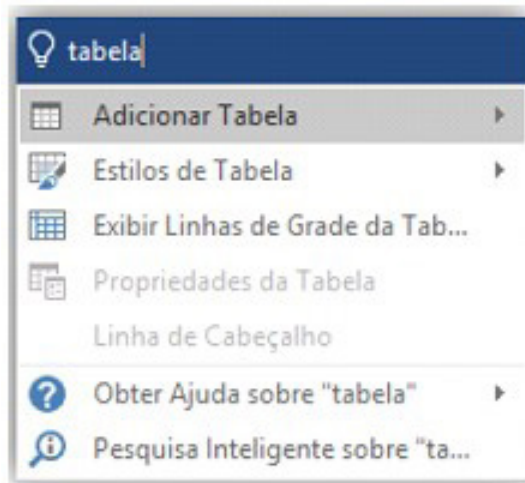 tabela
Adicionar Tabela
Estilos de Tabela
Exibir Linhas de Grade da Tab...
Propriedades da Tabela
Linha de Cabeçalho
Obter Ajuda sobre "tabela"
Pesquisa Inteligente sobre "ta...